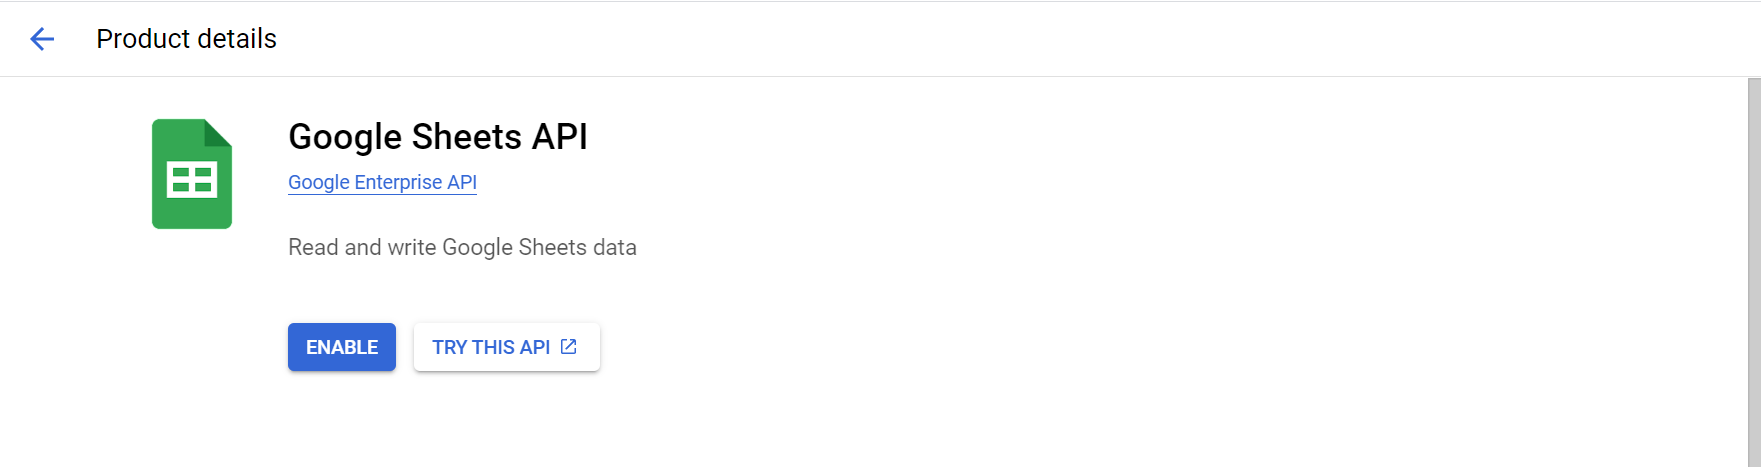 Product details
Google Sheets API
Google Enterprise API
Read and write Google Sheets data
ENABLE
TRY THIS API